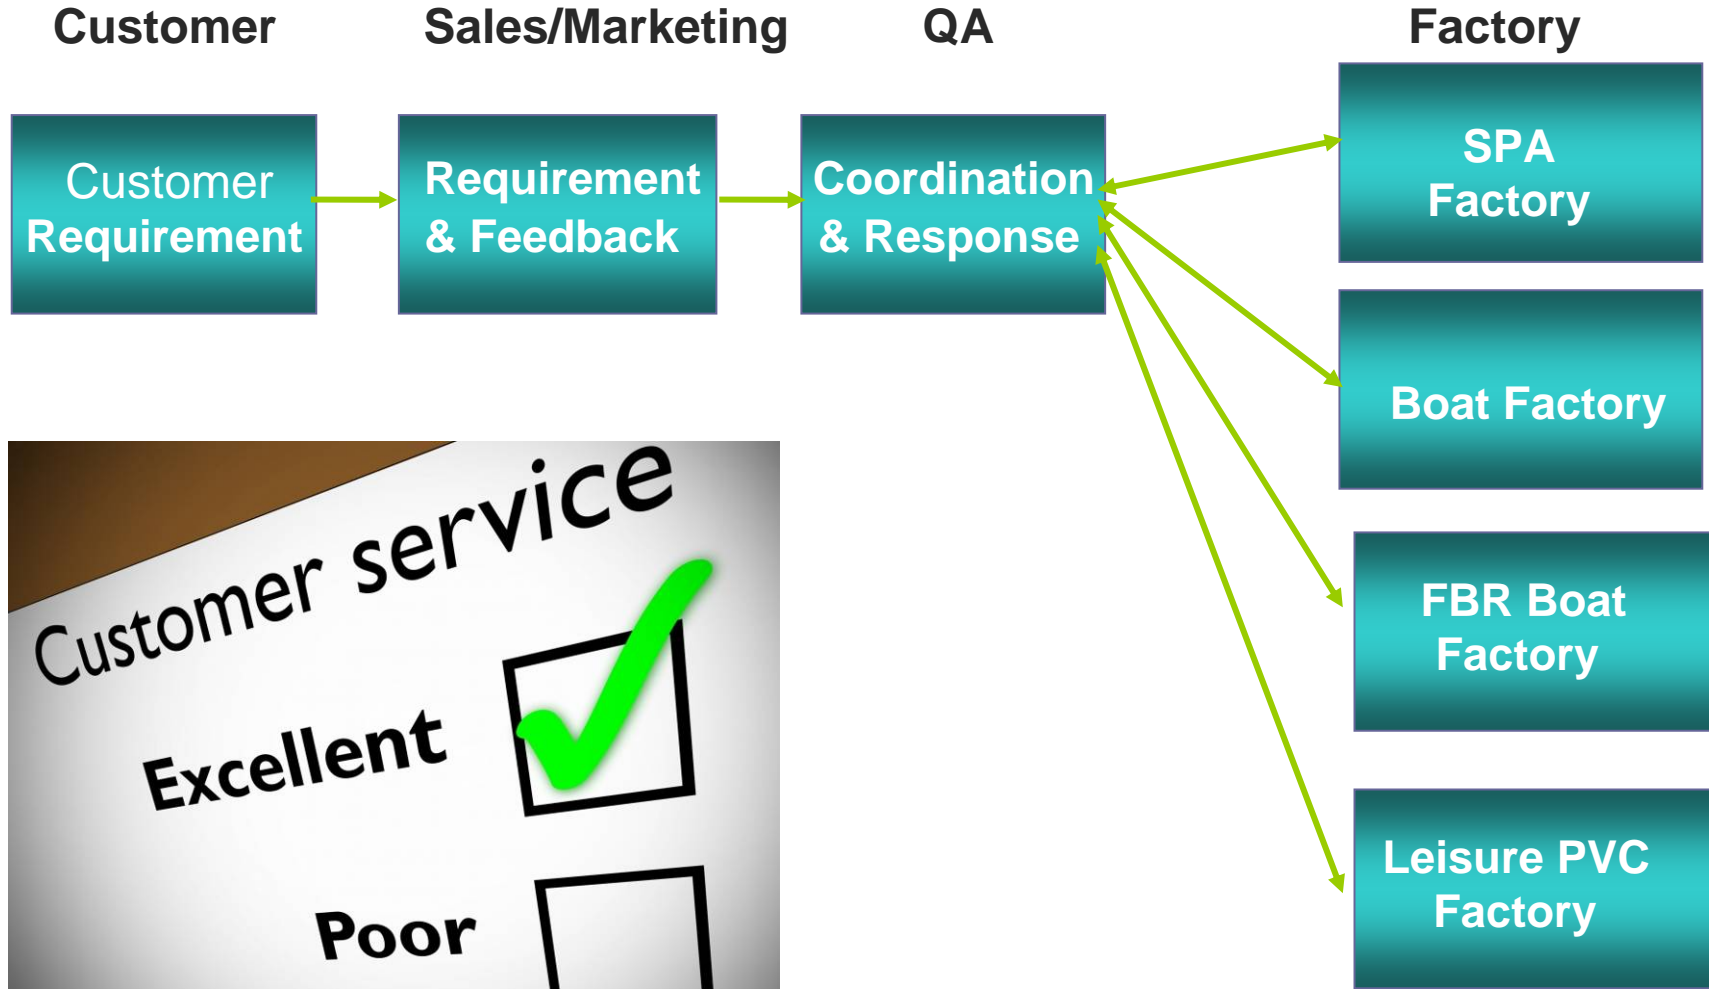 Customer
Sales/Marketing
QA
Factory
Customer
Requirement
Requirement
& Feedback
Coordination
& Response
SPA
Factory
Boat Factory
FBR Boat
Factory
Leisure PVC
Factory
Customer service
Excellent
Poor